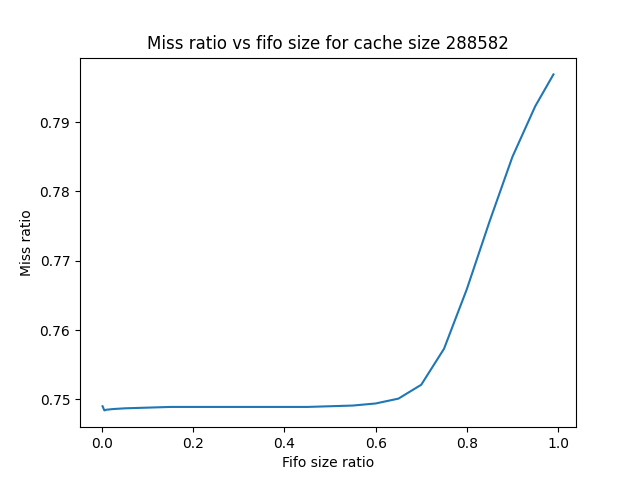 Miss ratio vs fifo size for cache size 288582
0.79
0.78
0.77
0.76
0.75
Miss ratio
0.0 0.2 0.4 0.6 0.8 1.0
Fifo size ratio